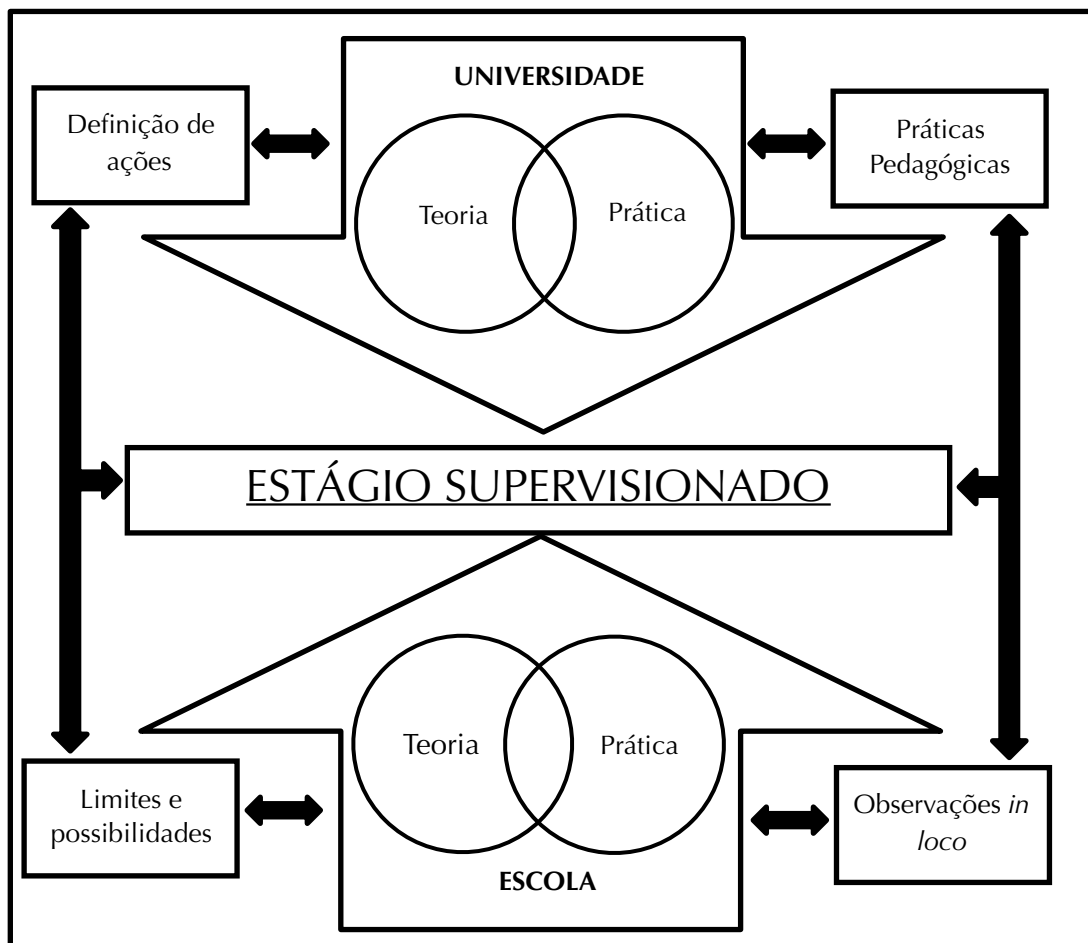 UNIVERSIDADE
Definição de
ações
Práticas
Pedagógicas
Teoria
Prática
ESTÁGIO SUPERVISIONADO
Teoria
Prática
Limites e
possibilidades
Observações in
loco
ESCOLA